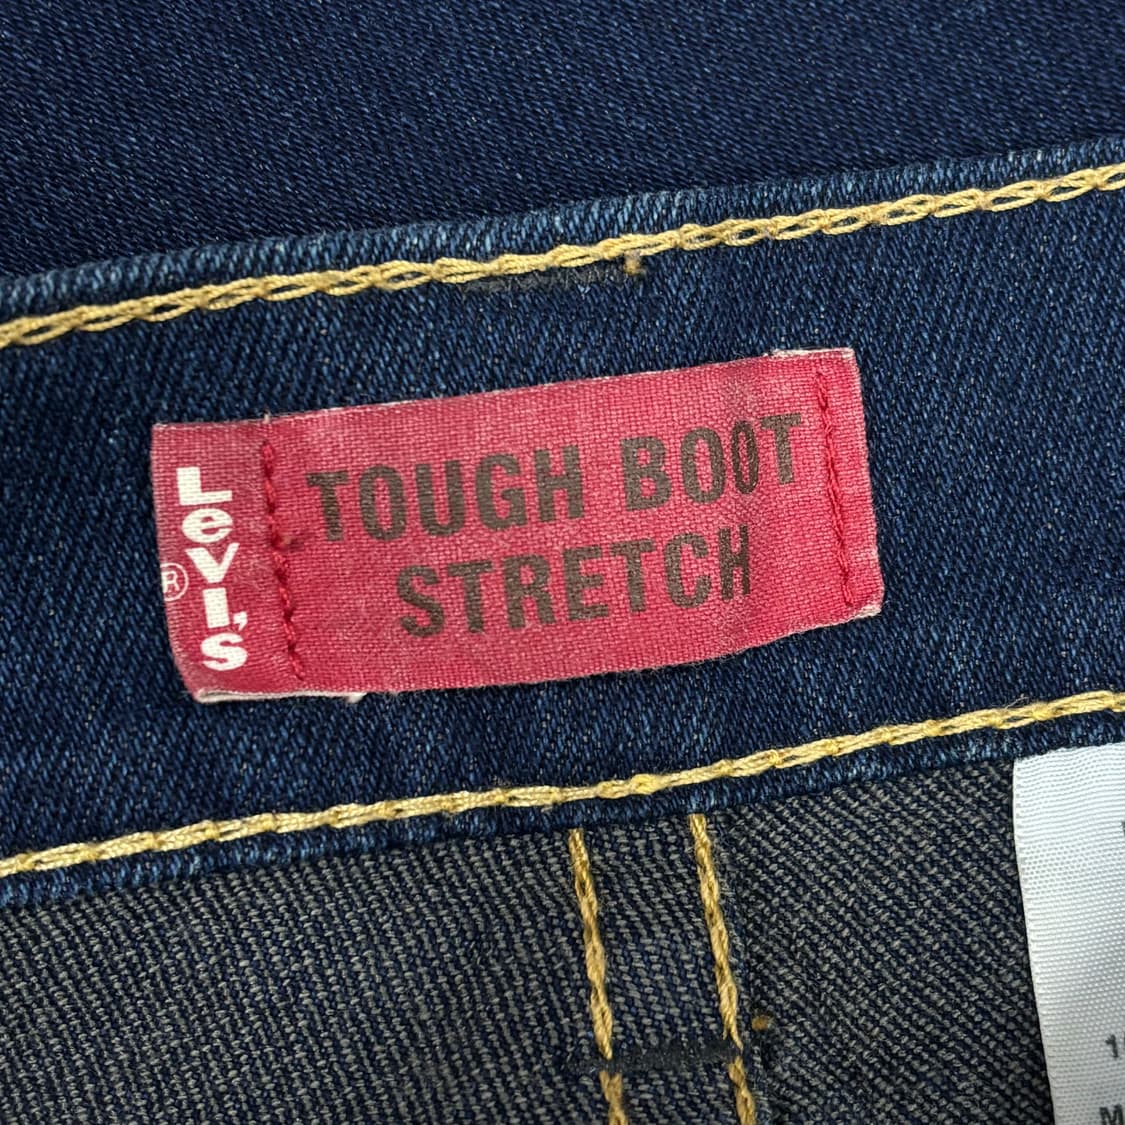 Levi's
®
TOUGH BOOT
STRETCH